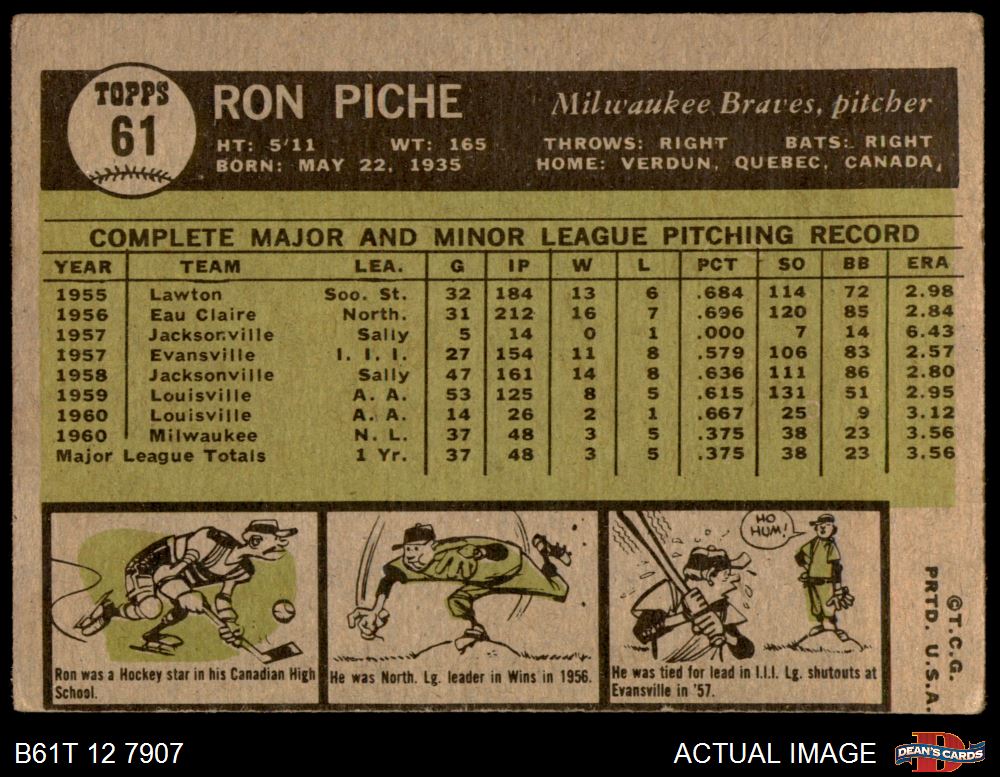 TOPPS
61
RON PICHE
Milwaukee Braves, pitcher
HT: 5'11 WT: 165 THROWS: RIGHT BATS: RIGHT
BORN: MAY 22, 1935 HOME: VERDUN, QUEBEC, CANADA,
COMPLETE MAJOR AND MINOR LEAGUE PITCHING RECORD
YEAR TEAM LEA. G IP W L PCT SO BB ERA
1955 Lawton Soo. St. 32 184 13 6 .684 114 72 2.98
1956 Eau Claire North. 31 212 16 7 .696 120 85 2.84
1957 Jacksonville Sally 5 14 0 1 .000 7 14 6.43
1957 Evansville I. I. I. 27 154 11 8 .579 106 83 2.57
1958 Jacksonville Sally 47 161 14 8 .636 111 86 2.80
1959 Louisville A. A. 53 125 8 5 .615 131 51 2.95
1960 Louisville A. A. 14 26 2 1 .667 25 9 3.12
1960 Milwaukee N. L. 37 48 3 5 .375 38 23 3.56
Major League Totals 1 Yr. 37 48 3 5 .375 38 23 3.56
Ron was a Hockey star in his Canadian High
School.
He was North. Lg. leader in Wins in 1956.
HO
HUM!
He was tied for lead in I.I.I. Lg. shutouts at
Evansville in '57.
©T.C.G.
PRTD. U.S.A.
B61T 12 7907
ACTUAL IMAGE
DEAN'S CARDS